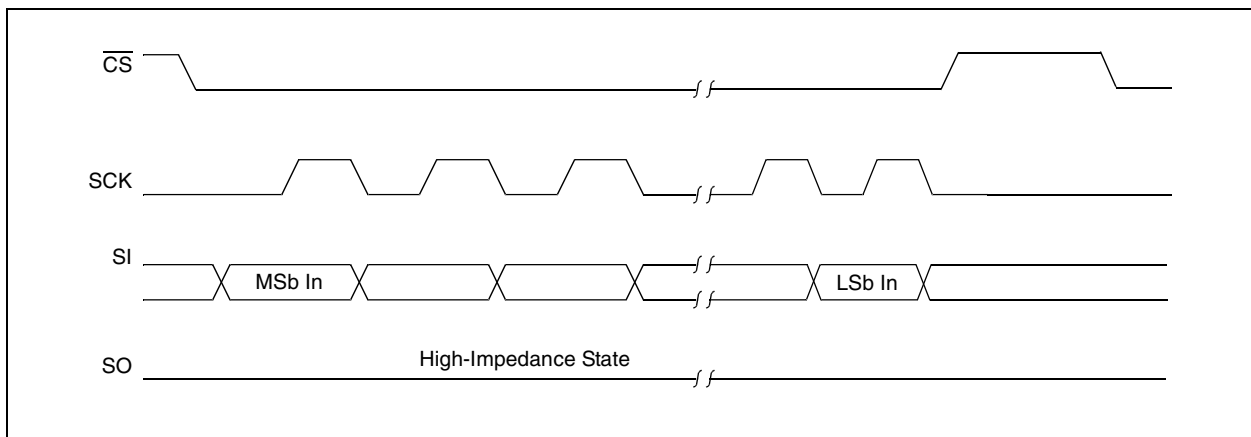 CS
SCK
SI
MSb In
LSb In
SO
High-Impedance State